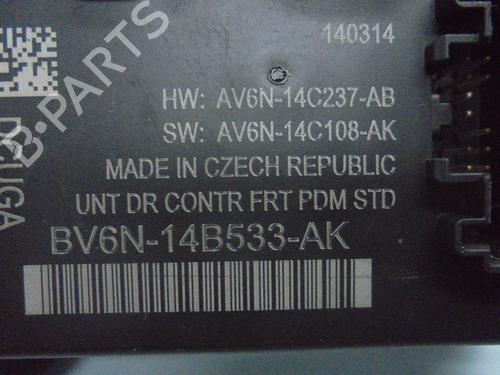 140314
HW: AV6N-14C237-AB
SW: AV6N-14C108-AK
MADE IN CZECH REPUBLIC
UNT DR CONTR FRT PDM STD
BV6N-14B533-AK
B-PARTS